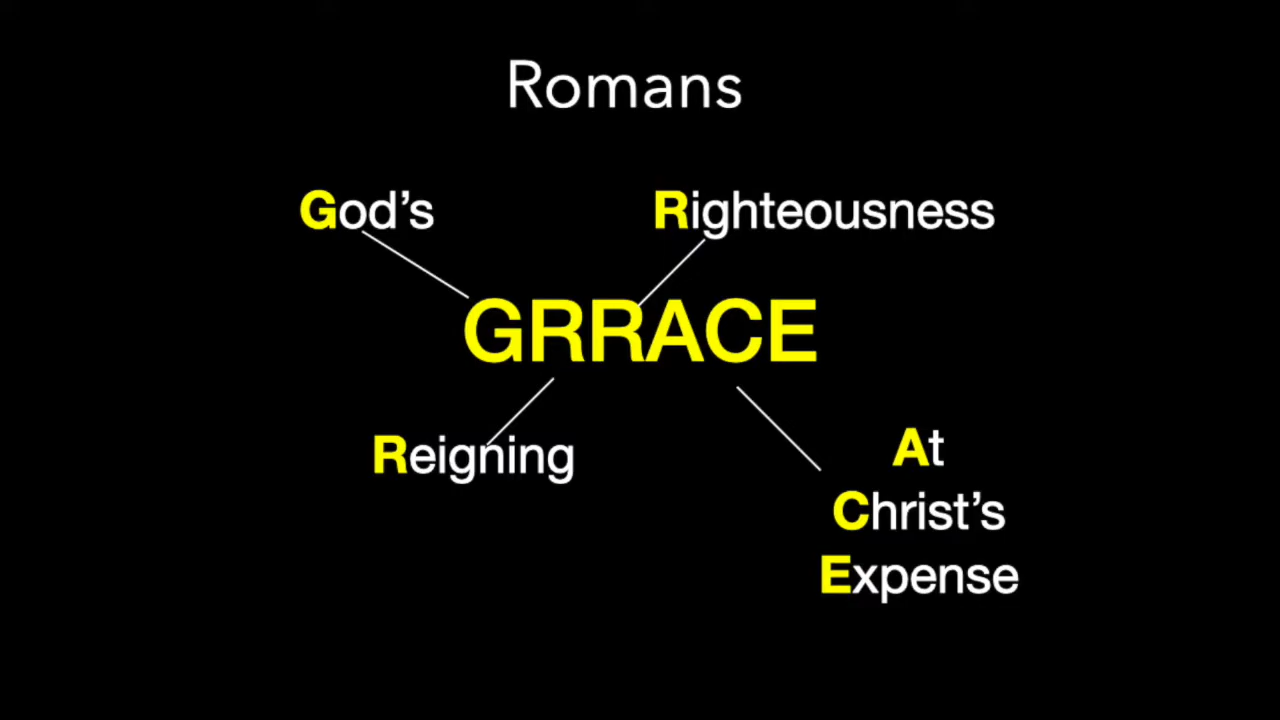 Romans
God's Righteousness
GRRACE
Reigning
At
Christ's
Expense